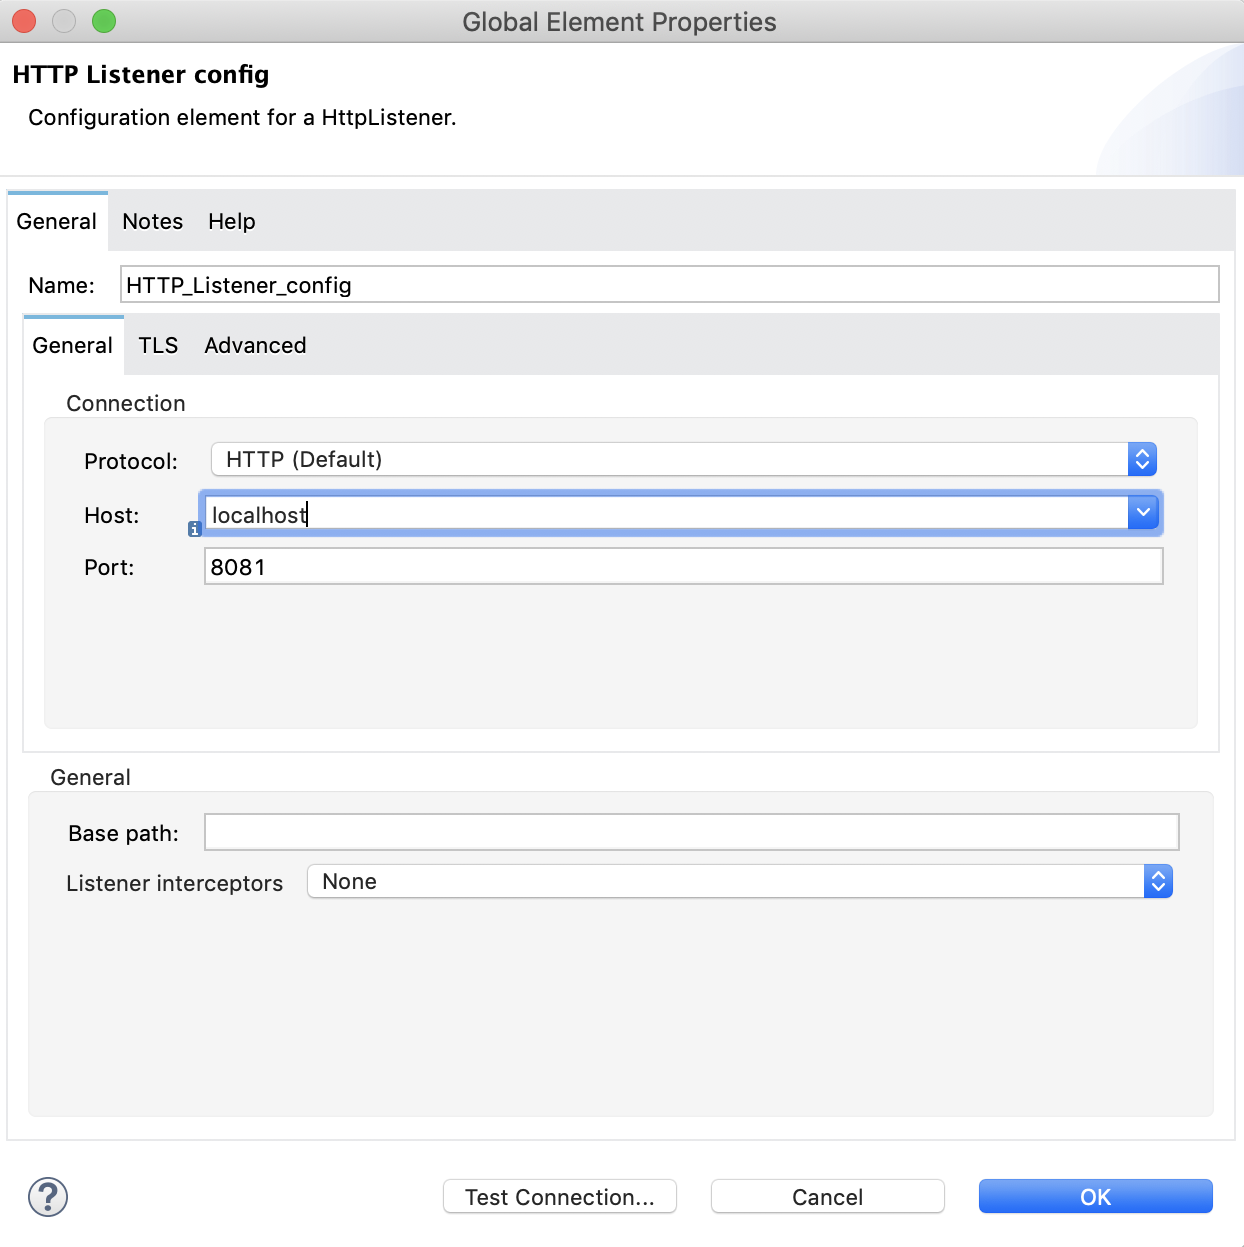 Global Element Properties
HTTP Listener config
Configuration element for a HttpListener.
General Notes Help
Name: HTTP_Listener_config
General TLS Advanced
Connection
Protocol: HTTP (Default)
Host: localhost
Port: 8081
General
Base path:
Listener interceptors None
? Test Connection... Cancel OK